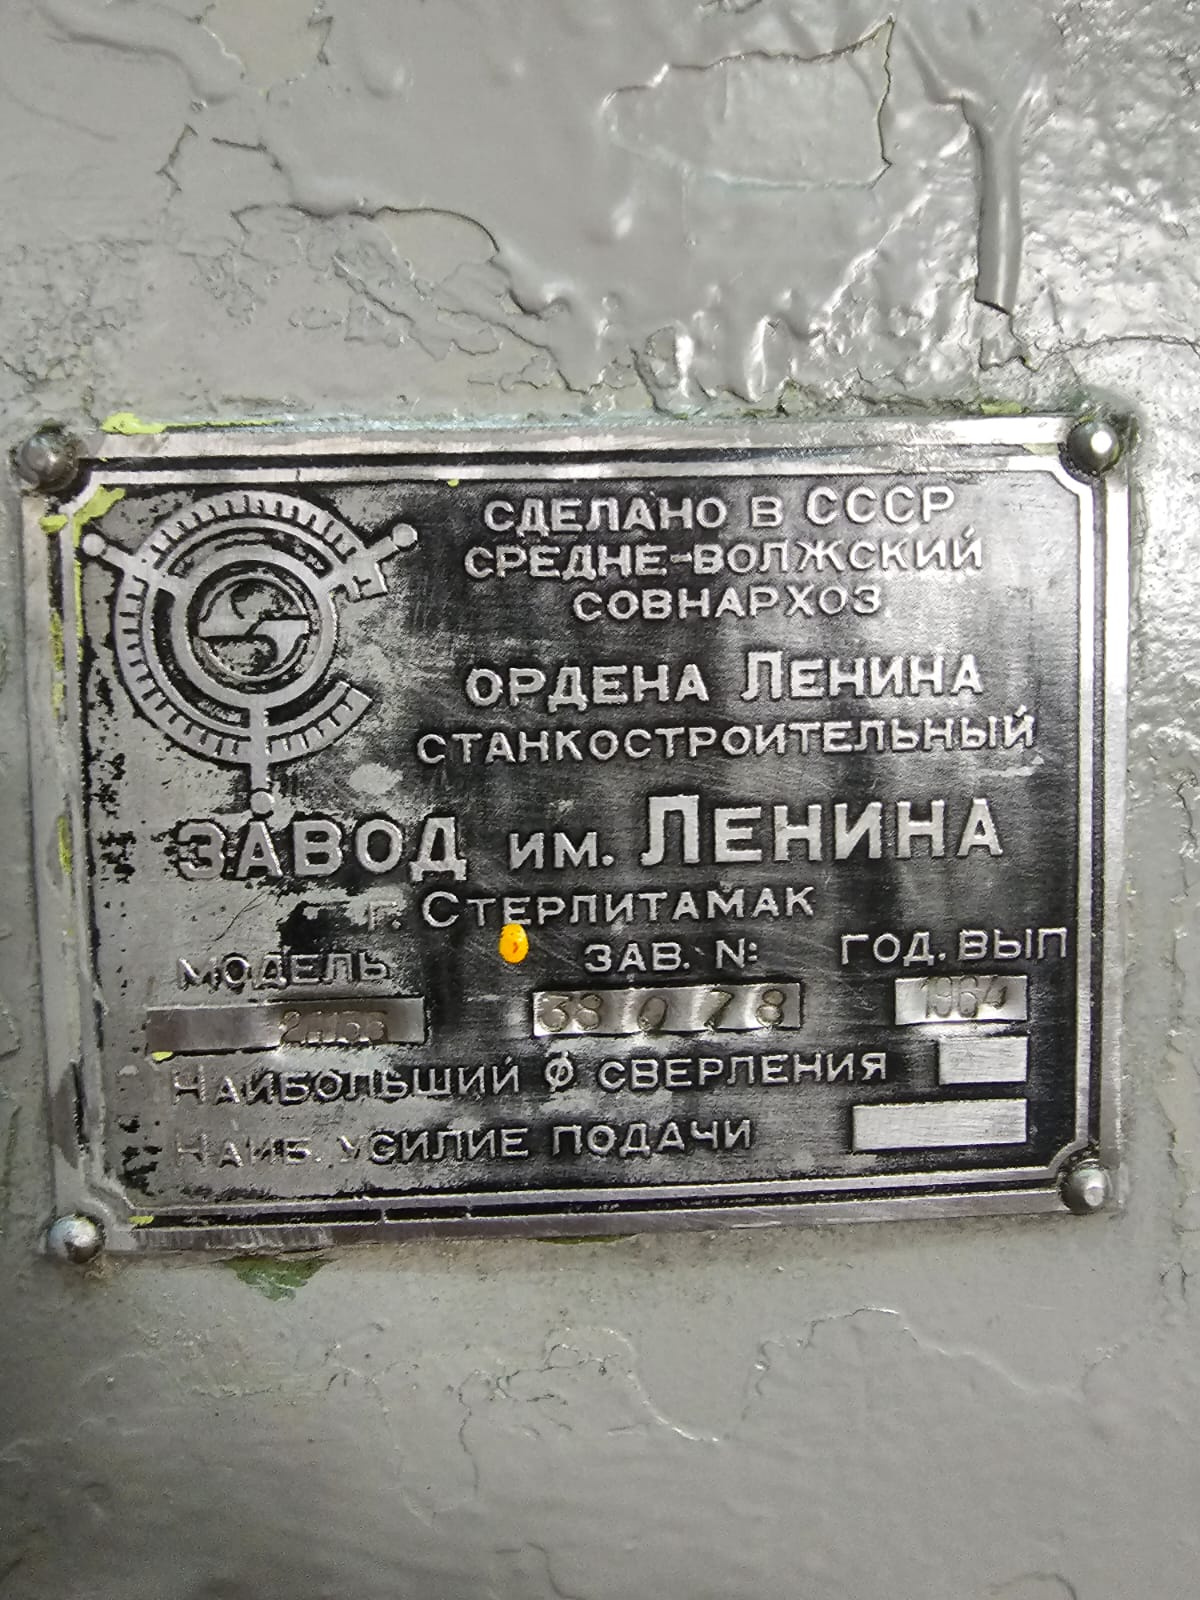 СДЕЛАНО В СССР
СРЕДНЕ-ВОЛЖСКИЙ
СОВНАРХОЗ
ОРДЕНА ЛЕНИНА
СТАНКОСТРОИТЕЛЬНЫЙ
ЗАВОД ИМ. ЛЕНИНА
Г. СТЕРЛИТАМАК
МОДЕЛЬ ЗАВ. №: ГОД. ВЫП
38078 1964
НАИБОЛЬШИЙ Ф СВЕРЛЕНИЯ
НАИБ. УСИЛИЕ ПОДАЧИ